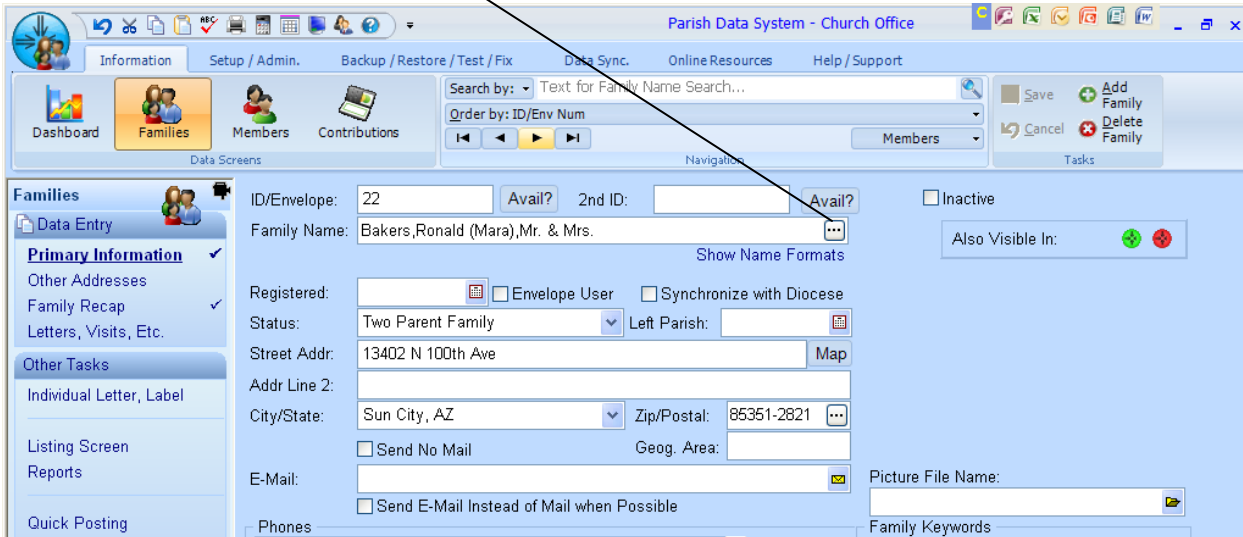 Parish Data System - Church Office
Information Setup / Admin. Backup / Restore / Test / Fix Data Sync. Online Resources Help / Support
Dashboard Families Members Contributions
Data Screens
Search by: Text for Family Name Search...
Order by: ID/Env Num
Members
Navigation
Save Add Family
Cancel Delete Family
Tasks
Families
Data Entry
Primary Information
Other Addresses
Family Recap
Letters, Visits, Etc.
Other Tasks
Individual Letter, Label
Listing Screen
Reports
Quick Posting
ID/Envelope: 22 Avail? 2nd ID: Avail? Inactive
Family Name: Bakers,Ronald (Mara),Mr. & Mrs. ...
Show Name Formats
Also Visible In:
Registered: Envelope User Synchronize with Diocese
Status: Two Parent Family Left Parish:
Street Addr: 13402 N 100th Ave Map
Addr Line 2:
City/State: Sun City, AZ Zip/Postal: 85351-2821 ...
Send No Mail Geog. Area:
E-Mail:
Send E-Mail Instead of Mail when Possible
Picture File Name:
Phones
Family Keywords